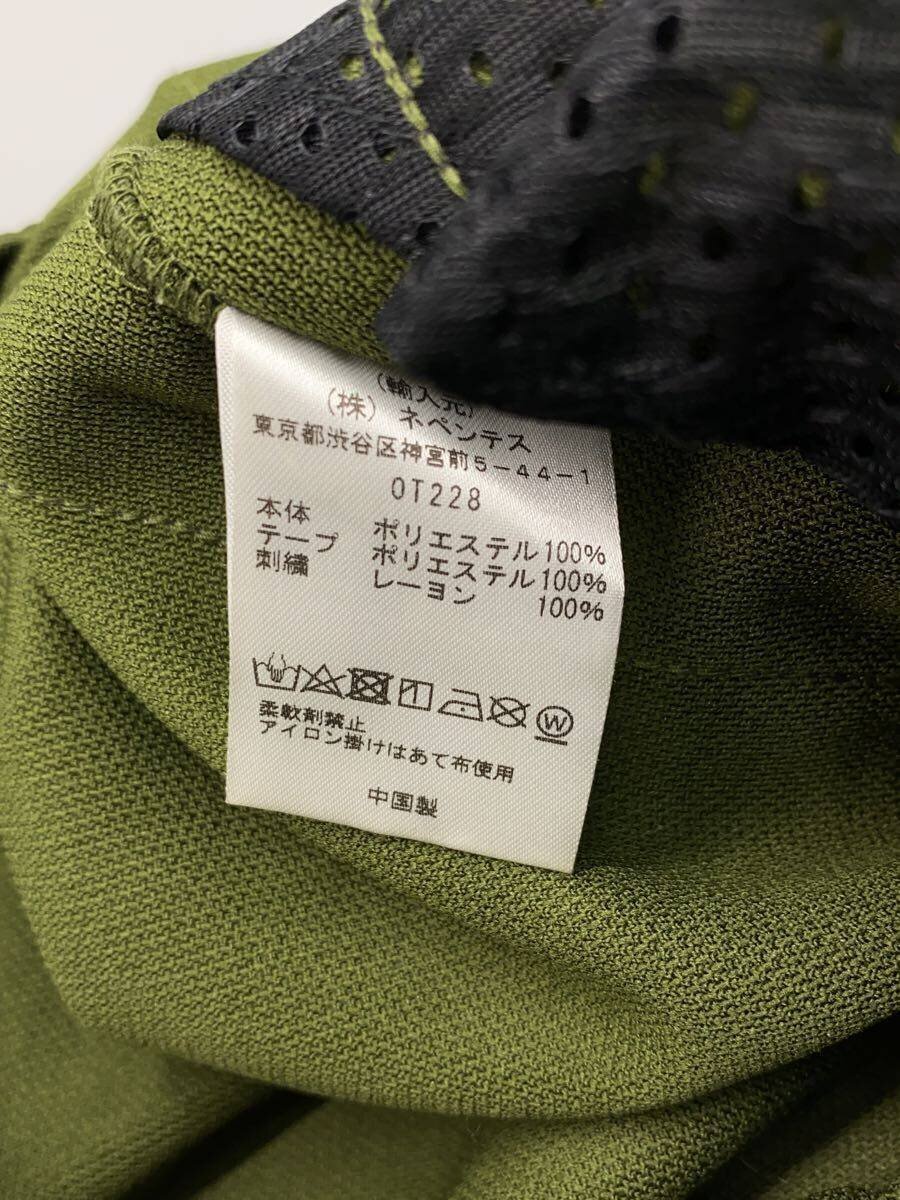 (輸入元)
(株) ネペンテス
東京都渋谷区神宮前5-44-1
OT228
本体 ポリエステル100%
テープ ポリエステル100%
刺繍 レーヨン 100%
W
柔軟剤禁止
アイロン掛けはあて布使用
中国製